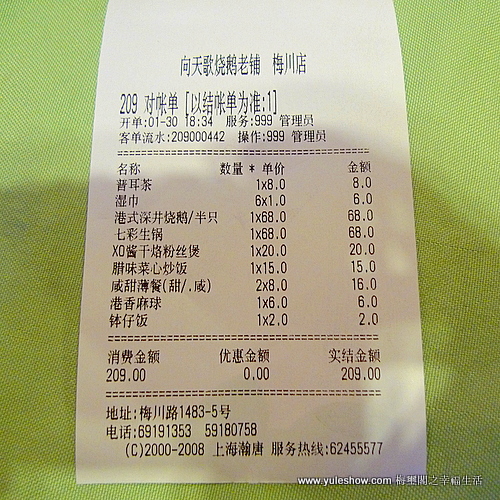 向天歌烧鹅老铺 梅川店
209 对帐单 [以结帐单为准:1]
开单:01-30 18:34 服务:999 管理员
客单流水:209000442 操作:999 管理员
名称 数量 * 单价 金额
普耳茶 1x8.0 8.0
湿巾 6x1.0 6.0
港式深井烧鹅/半只 1x68.0 68.0
七彩生锅 1x68.0 68.0
XO酱干烙粉丝煲 1x20.0 20.0
腊味菜心炒饭 1x15.0 15.0
咸甜薄餐(甜/.咸) 2x8.0 16.0
港香麻球 1x6.0 6.0
钵仔饭 1x2.0 2.0
消费金额 优惠金额 实结金额
209.00 0.00 209.00
地址:梅川路1483-5号
电话:69191353 59180758
(C)2000-2008 上海瀚唐 服务热线:62455577
www.yuleshow.com 梅墅閣之幸福生活